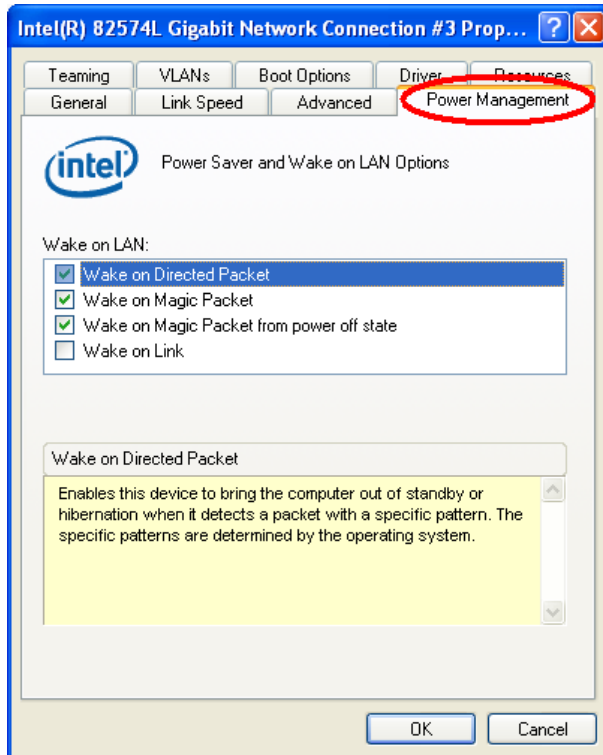 Intel(R) 82574L Gigabit Network Connection #3 Prop...
Teaming VLANs Boot Options Driver Resources
General Link Speed Advanced Power Management
intel Power Saver and Wake on LAN Options
Wake on LAN:
Wake on Directed Packet
Wake on Magic Packet
Wake on Magic Packet from power off state
Wake on Link
Wake on Directed Packet
Enables this device to bring the computer out of standby or
hibernation when it detects a packet with a specific pattern. The
specific patterns are determined by the operating system.
OK Cancel